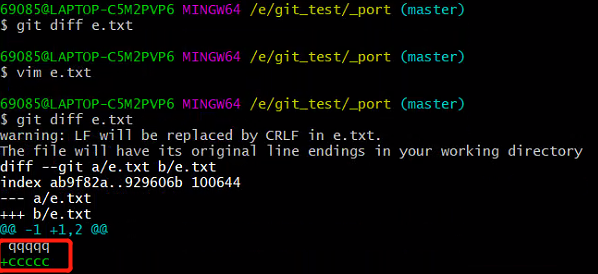 69085@LAPTOP-C5M2PVP6 MINGW64 /e/git_test/_port (master)
$ git diff e.txt
69085@LAPTOP-C5M2PVP6 MINGW64 /e/git_test/_port (master)
$ vim e.txt
69085@LAPTOP-C5M2PVP6 MINGW64 /e/git_test/_port (master)
$ git diff e.txt
warning: LF will be replaced by CRLF in e.txt.
The file will have its original line endings in your working directory
diff --git a/e.txt b/e.txt
index ab9f82a..929606b 100644
--- a/e.txt
+++ b/e.txt
@@ -1 +1,2 @@
 qqqqq
+ccccc